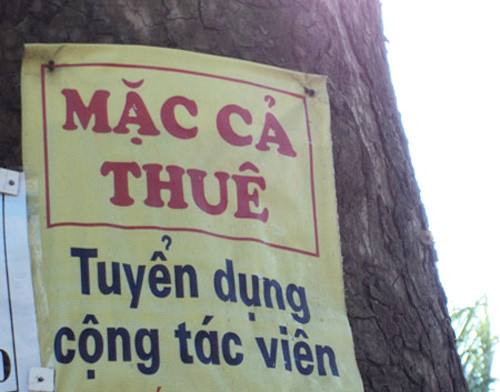 MẶC CẢ
THUÊ
Tuyển dụng
cộng tác viên